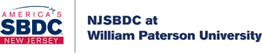 AMERICA'S
SBDC
NEW JERSEY
NJSBDC at
William Paterson University